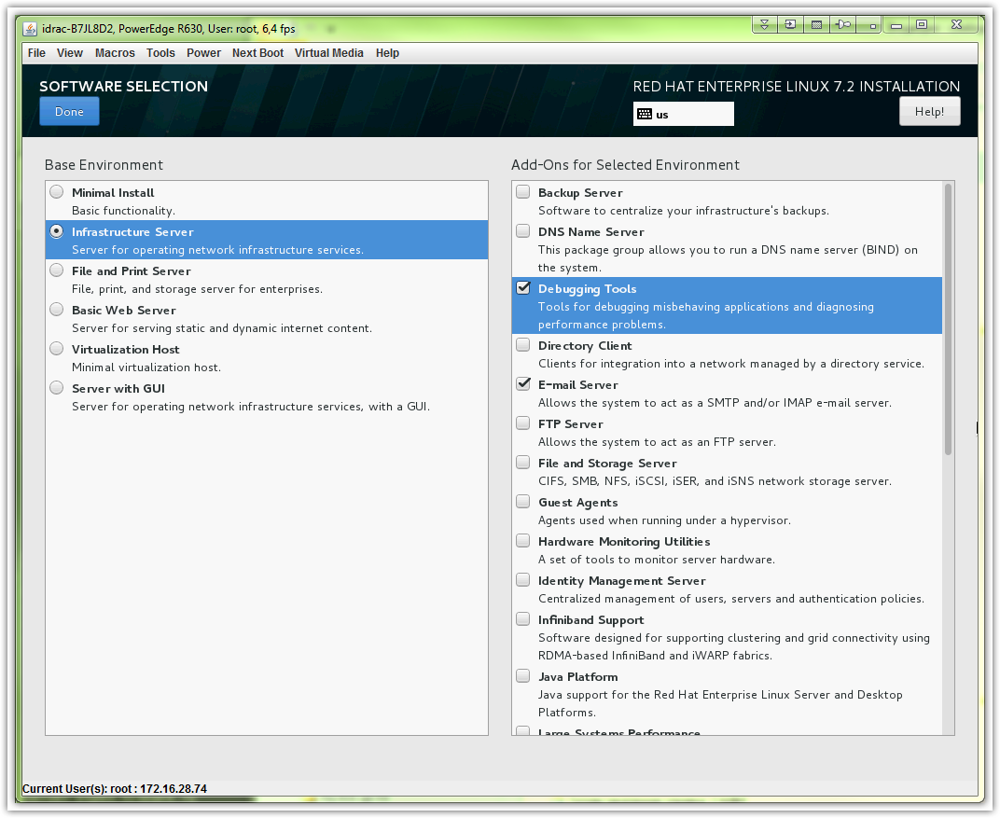 idrac-B7JL8D2, PowerEdge R630, User: root, 6,4 fps
File View Macros Tools Power Next Boot Virtual Media Help
SOFTWARE SELECTION
RED HAT ENTERPRISE LINUX 7.2 INSTALLATION
Done
us
Help!
Base Environment
Minimal Install
Basic functionality.
Infrastructure Server
Server for operating network infrastructure services.
File and Print Server
File, print, and storage server for enterprises.
Basic Web Server
Server for serving static and dynamic internet content.
Virtualization Host
Minimal virtualization host.
Server with GUI
Server for operating network infrastructure services, with a GUI.
Add-Ons for Selected Environment
Backup Server
Software to centralize your infrastructure's backups.
DNS Name Server
This package group allows you to run a DNS name server (BIND) on
the system.
Debugging Tools
Tools for debugging misbehaving applications and diagnosing
performance problems.
Directory Client
Clients for integration into a network managed by a directory service.
E-mail Server
Allows the system to act as a SMTP and/or IMAP e-mail server.
FTP Server
Allows the system to act as an FTP server.
File and Storage Server
CIFS, SMB, NFS, iSCSI, iSER, and iSNS network storage server.
Guest Agents
Agents used when running under a hypervisor.
Hardware Monitoring Utilities
A set of tools to monitor server hardware.
Identity Management Server
Centralized management of users, servers and authentication policies.
Infiniband Support
Software designed for supporting clustering and grid connectivity using
RDMA-based InfiniBand and iWARP fabrics.
Java Platform
Java support for the Red Hat Enterprise Linux Server and Desktop
Platforms.
Large Systems Performance
Current User(s): root : 172.16.28.74